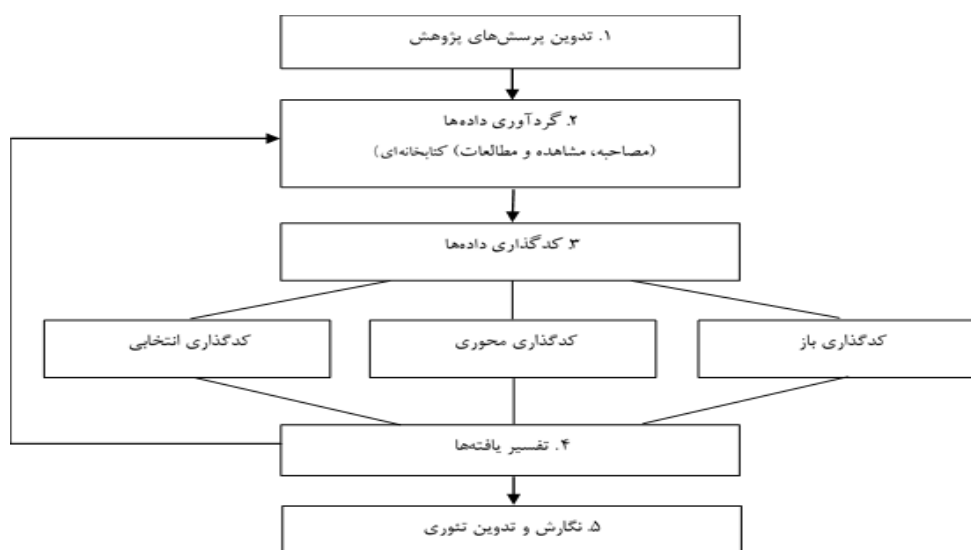 ۱. تدوین پرسش‌های پژوهش
۲. گردآوری داده‌ها
(مصاحبه، مشاهده و مطالعات) کتابخانه‌ای)
۳. کدگذاری داده‌ها
کدگذاری باز
کدگذاری محوری
کدگذاری انتخابی
۴. تفسیر یافته‌ها
۵. نگارش و تدوین تئوری